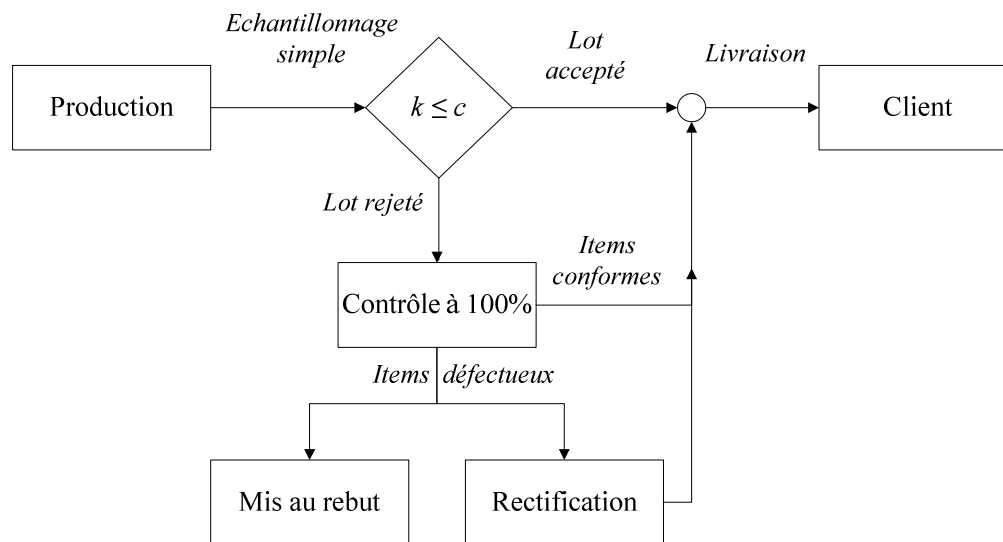 Echantillonnage
simple
Lot
accepté
Livraison
Production
k ≤ c
Client
Lot rejeté
Items
conformes
Contrôle à 100%
Items défectueux
Mis au rebut
Rectification